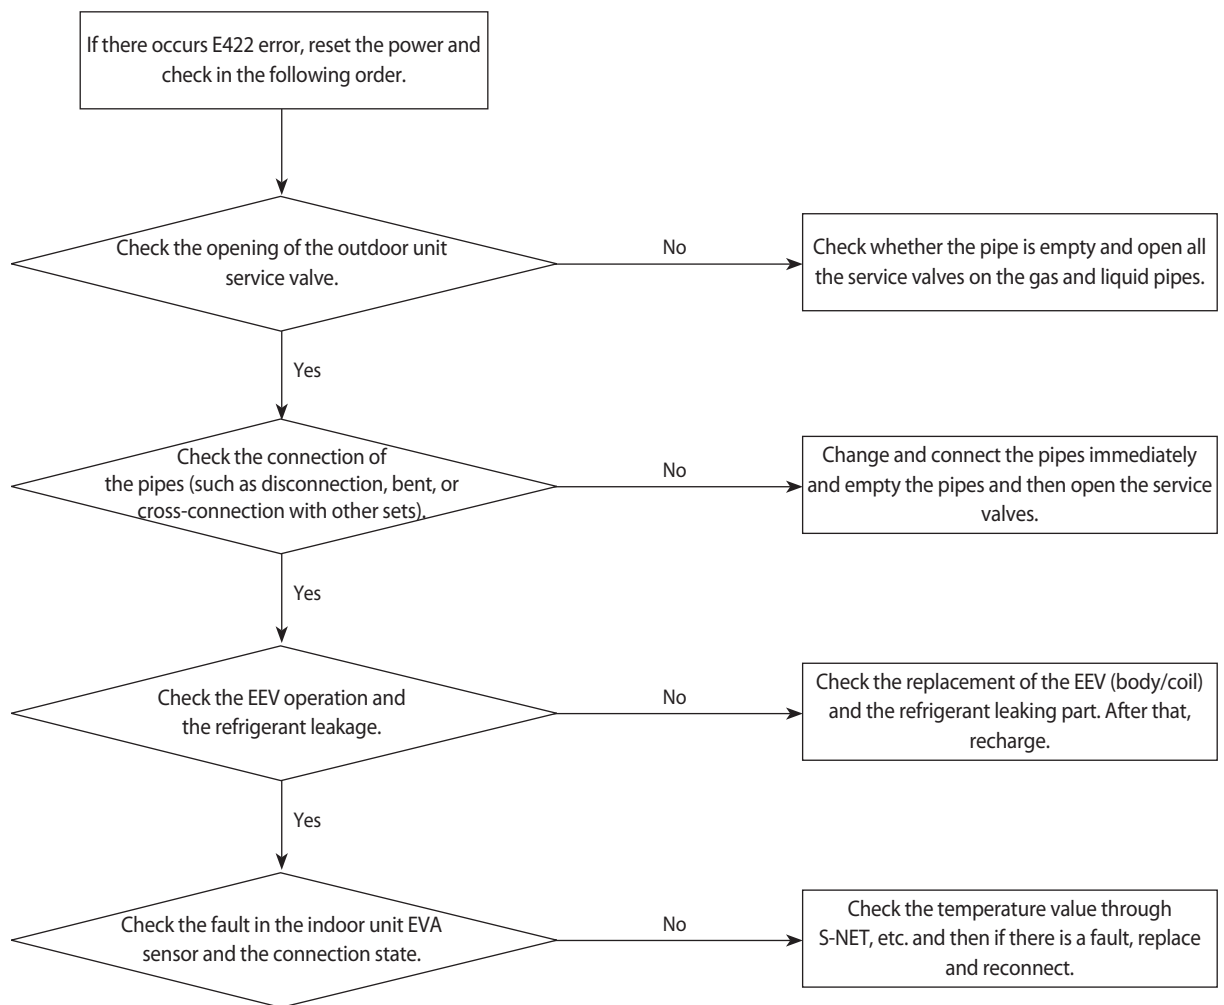 If there occurs E422 error, reset the power and
check in the following order.
Check the opening of the outdoor unit
service valve.
No
Check whether the pipe is empty and open all
the service valves on the gas and liquid pipes.
Yes
Check the connection of
the pipes (such as disconnection, bent, or
cross-connection with other sets).
No
Change and connect the pipes immediately
and empty the pipes and then open the service
valves.
Yes
Check the EEV operation and
the refrigerant leakage.
No
Check the replacement of the EEV (body/coil)
and the refrigerant leaking part. After that,
recharge.
Yes
Check the fault in the indoor unit EVA
sensor and the connection state.
No
Check the temperature value through
S-NET, etc. and then if there is a fault, replace
and reconnect.